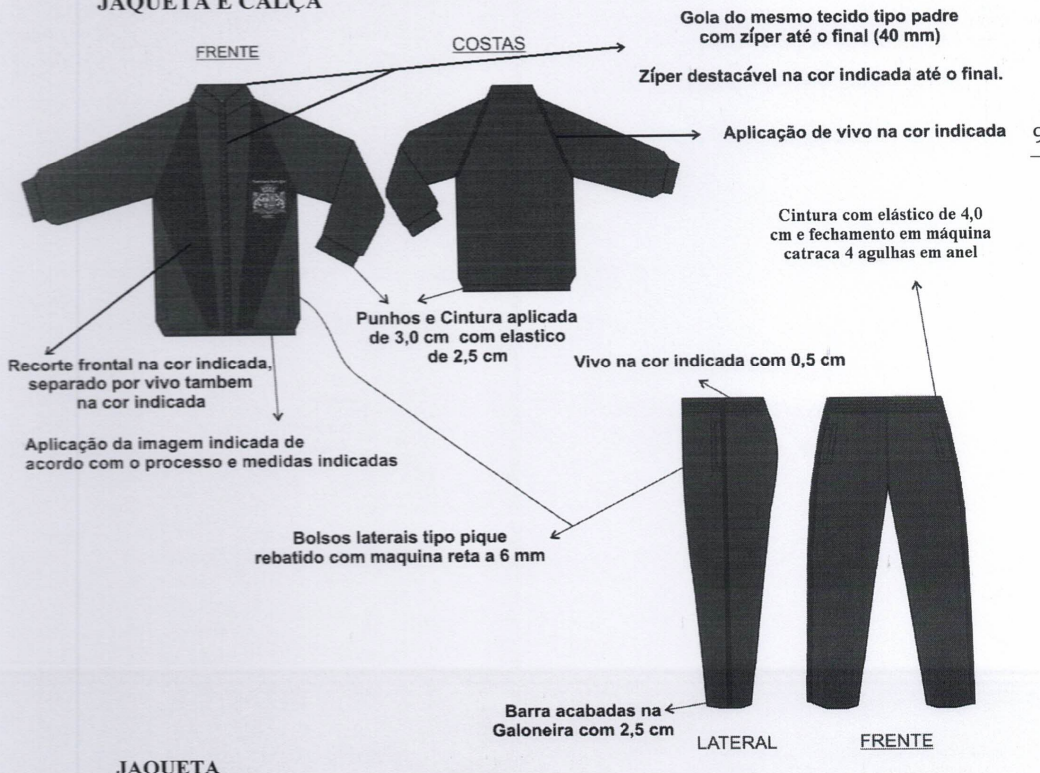 JAQUETA E CALÇA
FRENTE
COSTAS
Gola do mesmo tecido tipo padre
com zíper até o final (40 mm)
Zíper destacável na cor indicada até o final.
Aplicação de vivo na cor indicada
Cintura com elástico de 4,0
cm e fechamento em máquina
catraca 4 agulhas em anel
Punhos e Cintura aplicada
de 3,0 cm com elastico
de 2,5 cm
Recorte frontal na cor indicada,
separado por vivo tambem
na cor indicada
Vivo na cor indicada com 0,5 cm
Aplicação da imagem indicada de
acordo com o processo e medidas indicadas
Bolsos laterais tipo pique
rebatido com maquina reta a 6 mm
Barra acabadas na
Galoneira com 2,5 cm
LATERAL
FRENTE
JAQUETA